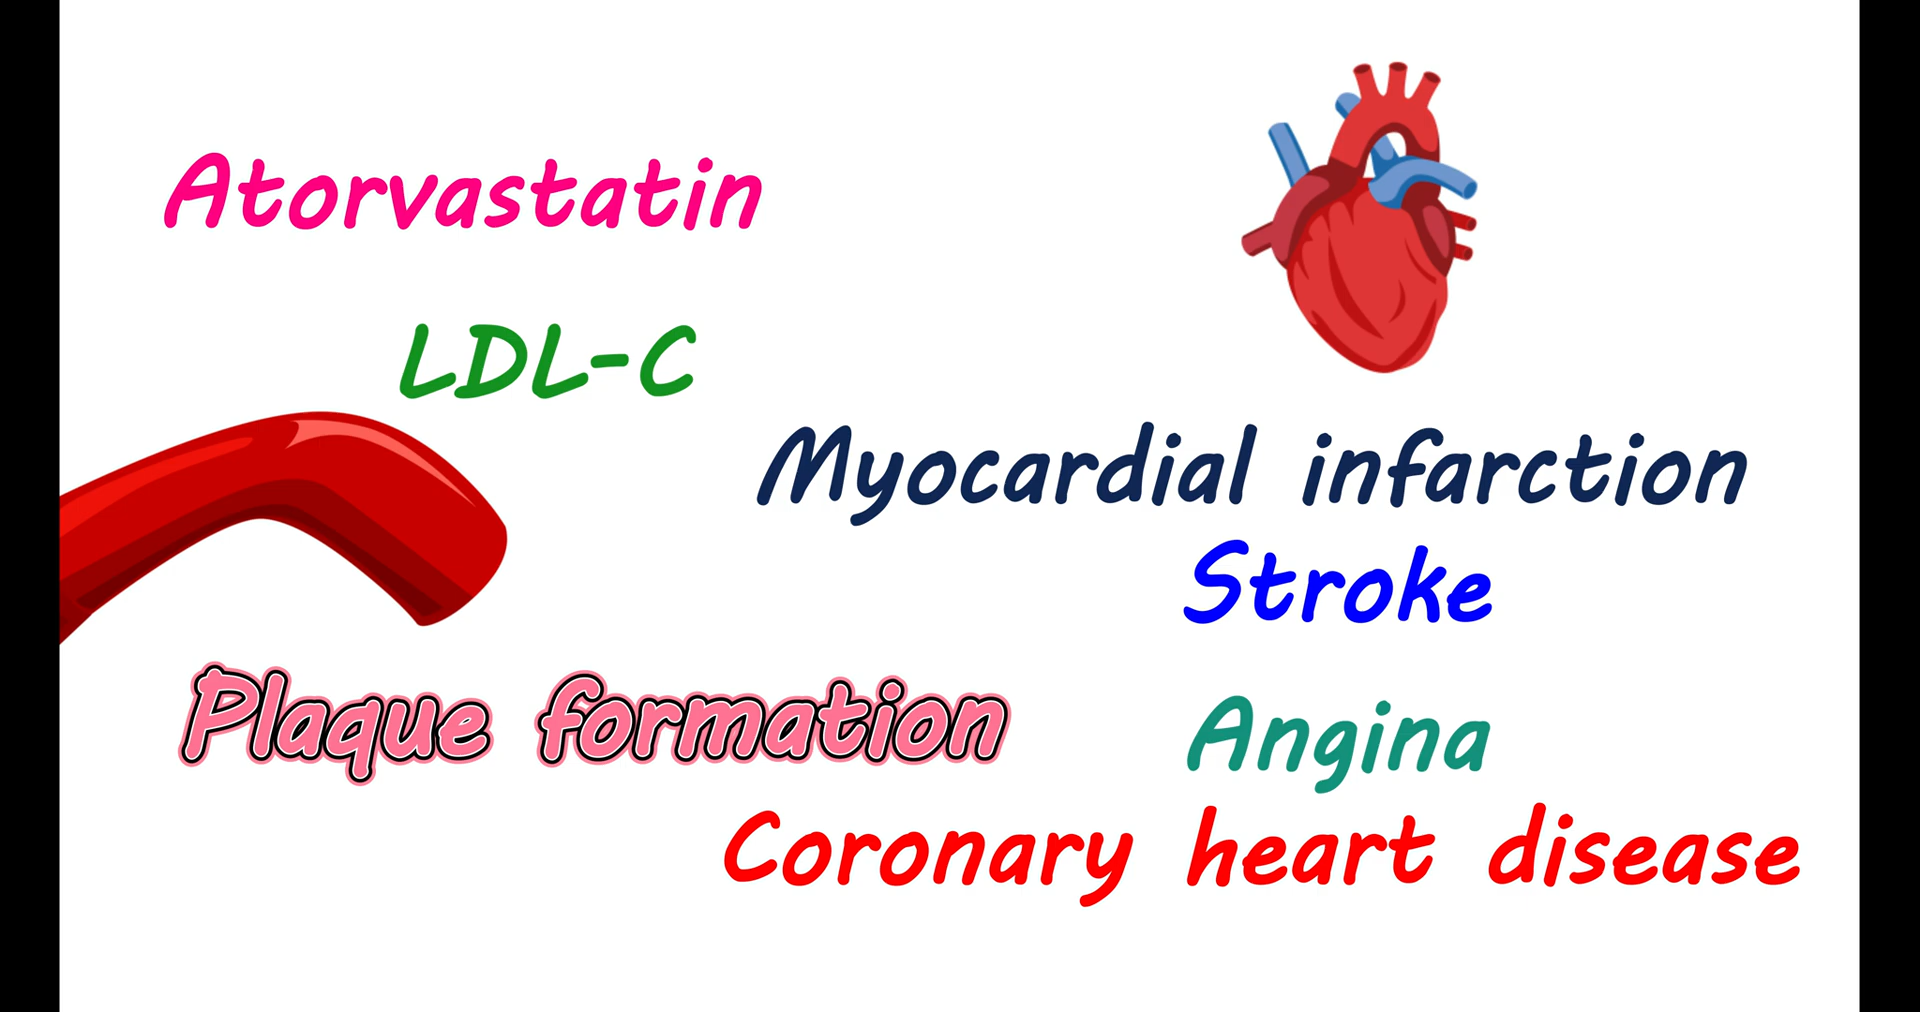 Atorvastatin
LDL-C
Myocardial infarction
Stroke
Plaque formation
Angina
Coronary heart disease